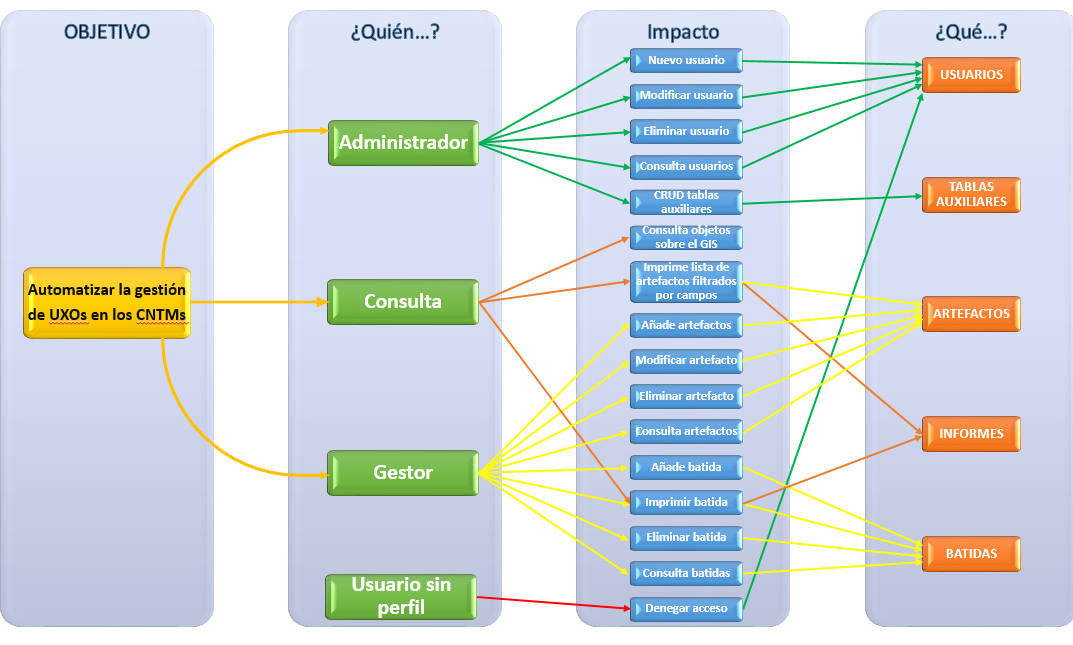 OBJETIVO
Automatizar la gestión
de UXOs en los CNTMs
¿Quién...?
Administrador
Consulta
Gestor
Usuario sin
perfil
Impacto
Nuevo usuario
Modificar usuario
Eliminar usuario
Consulta usuarios
CRUD tablas
auxiliares
Consulta objetos
sobre el GIS
Imprime lista de
artefactos filtrados
por campos
Añade artefactos
Modificar artefacto
Eliminar artefacto
Consulta artefactos
Añade batida
Imprimir batida
Eliminar batida
Consulta batidas
Denegar acceso
¿Qué...?
USUARIOS
TABLAS
AUXILIARES
ARTEFACTOS
INFORMES
BATIDAS